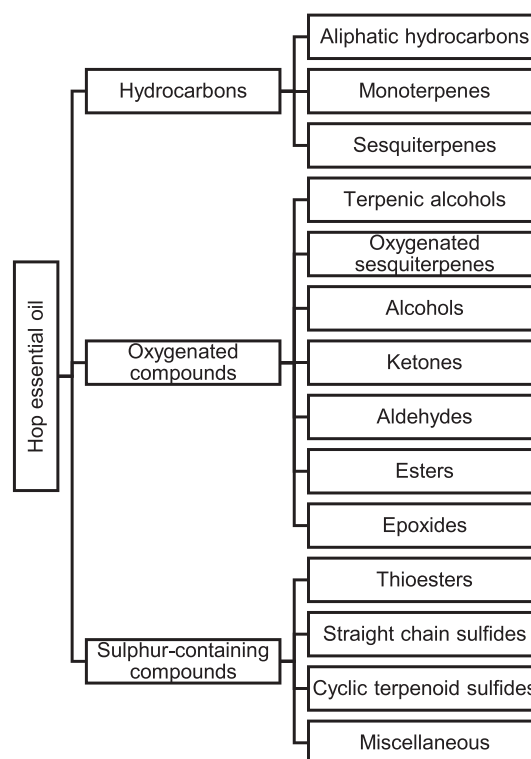 Hop essential oil
Hydrocarbons
Aliphatic hydrocarbons
Monoterpenes
Sesquiterpenes
Oxygenated
compounds
Terpenic alcohols
Oxygenated
sesquiterpenes
Alcohols
Ketones
Aldehydes
Esters
Epoxides
Sulphur-containing
compounds
Thioesters
Straight chain sulfides
Cyclic terpenoid sulfides
Miscellaneous